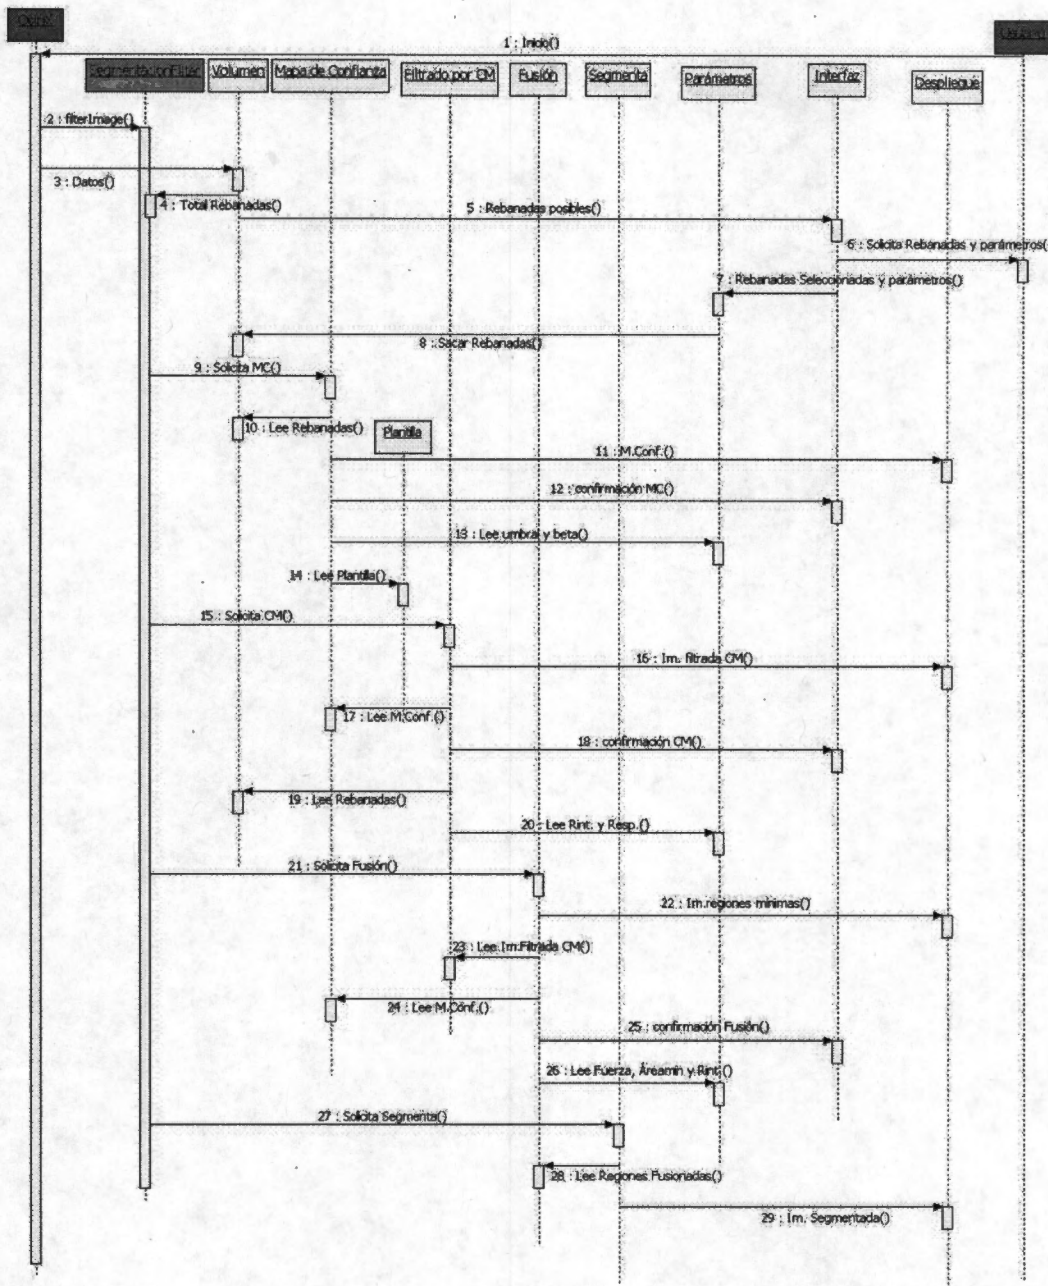 1 : Inicio()
SegmentacionFilter
Volumen
Mapa de Confianza
Filtrado por CM
Fusión
Segmenta
Parámetros
Interfaz
Despliegue
2 : filterImage()
3 : Datos()
4 : Total Rebanadas()
5 : Rebanadas posibles()
6 : Solicita Rebanadas y parámetros(
7 : Rebanadas Seleccionadas y parámetros()
8 : Sacar Rebanadas()
9 : Solicita MC()
10 : Lee Rebanadas()
Plantilla
11 : M.Conf.()
12 : confirmación MC()
13 : Lee umbral y beta()
14 : Lee Plantilla()
15 : Solicita CM()
16 : Im. filtrada CM()
17 : Lee M.Conf.()
18 : confirmación CM()
19 : Lee Rebanadas()
20 : Lee Rint. y Resp.()
21 : Solicita Fusión()
22 : Im.regiones mínimas()
23 : Lee Im.Filtrada CM()
24 : Lee M.Conf.()
25 : confirmación Fusión()
26 : Lee Fuerza, Areamin y Rint.()
27 : Solicita Segmenta()
28 : Lee Regiones Fusionadas()
29 : Im. Segmentada()